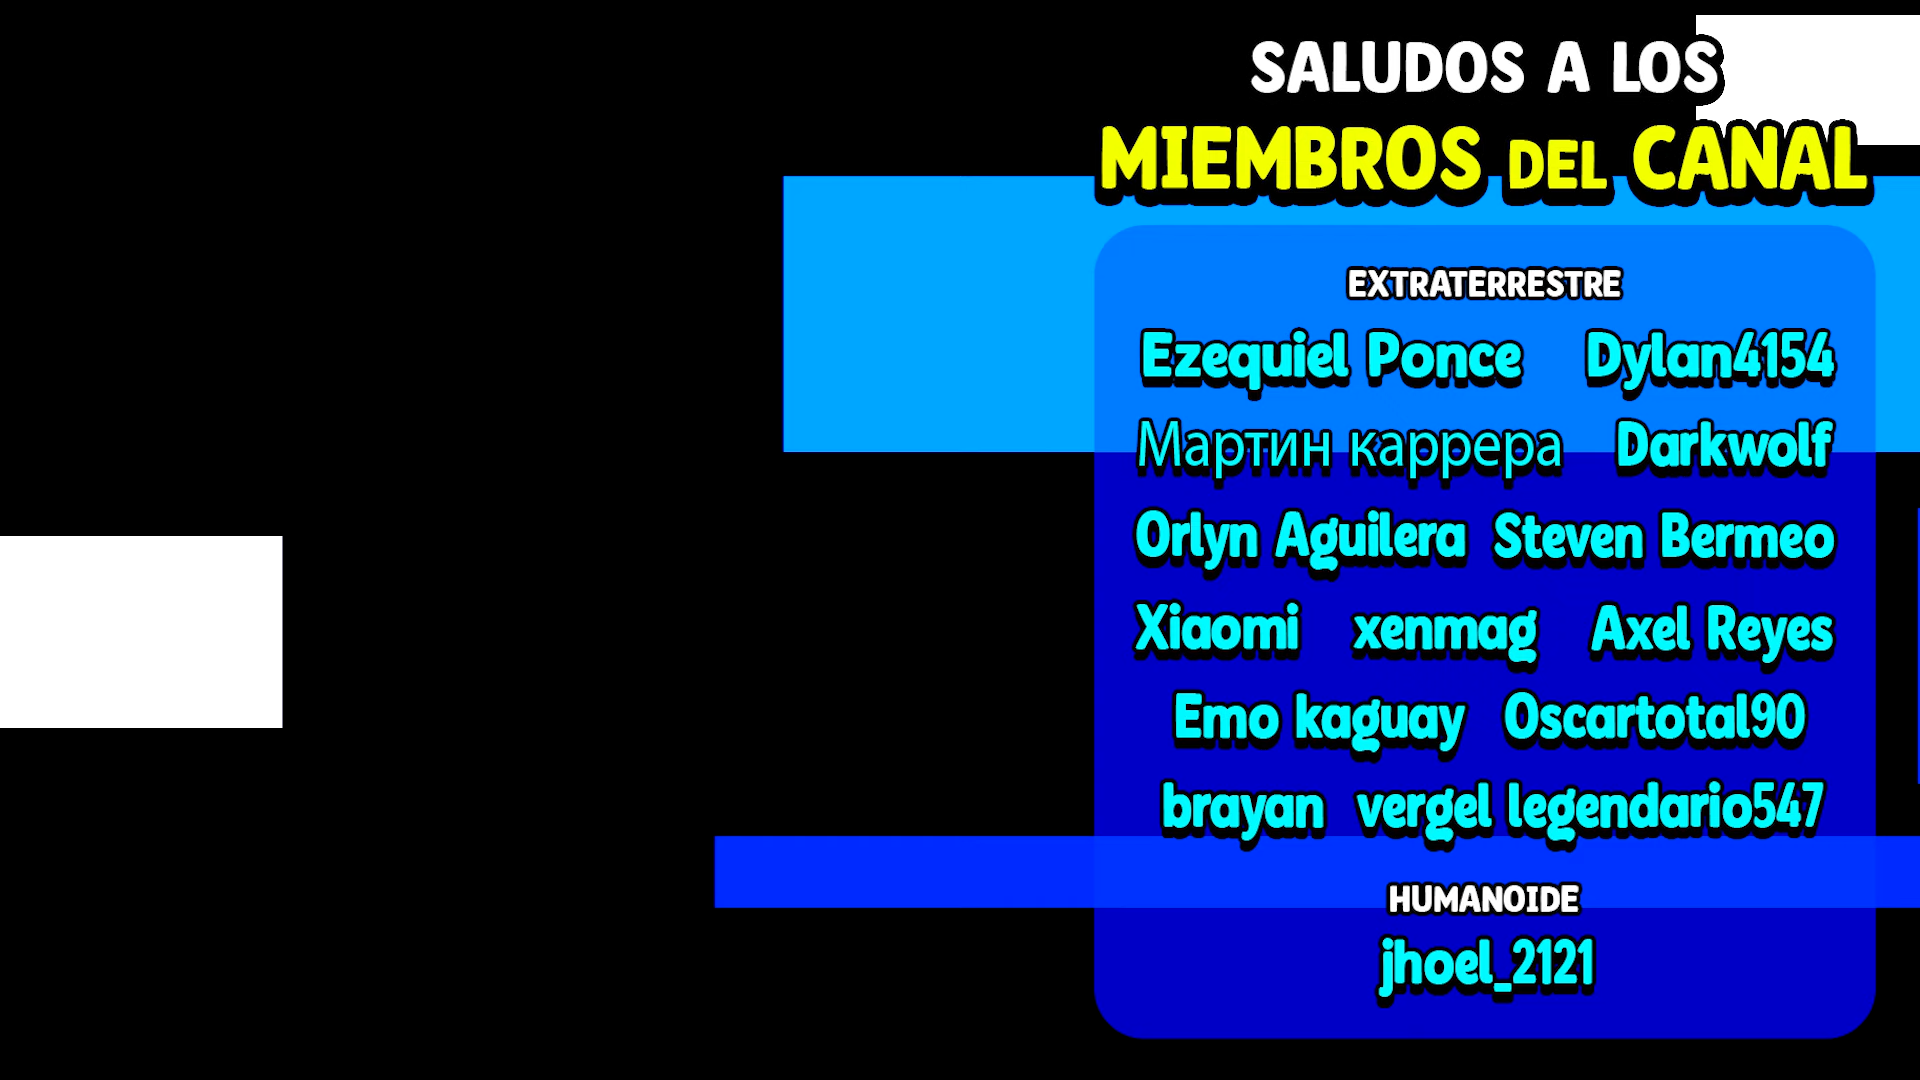 SALUDOS A LOS
MIEMBROS DEL CANAL
EXTRATERRESTRE
Ezequiel Ponce Dylan4154
Мартин каррера Darkwolf
Orlyn Aguilera Steven Bermeo
Xiaomi xenmag Axel Reyes
Emo kaguay Oscartotal90
brayan vergel legendario547
HUMANOIDE
jhoel_2121